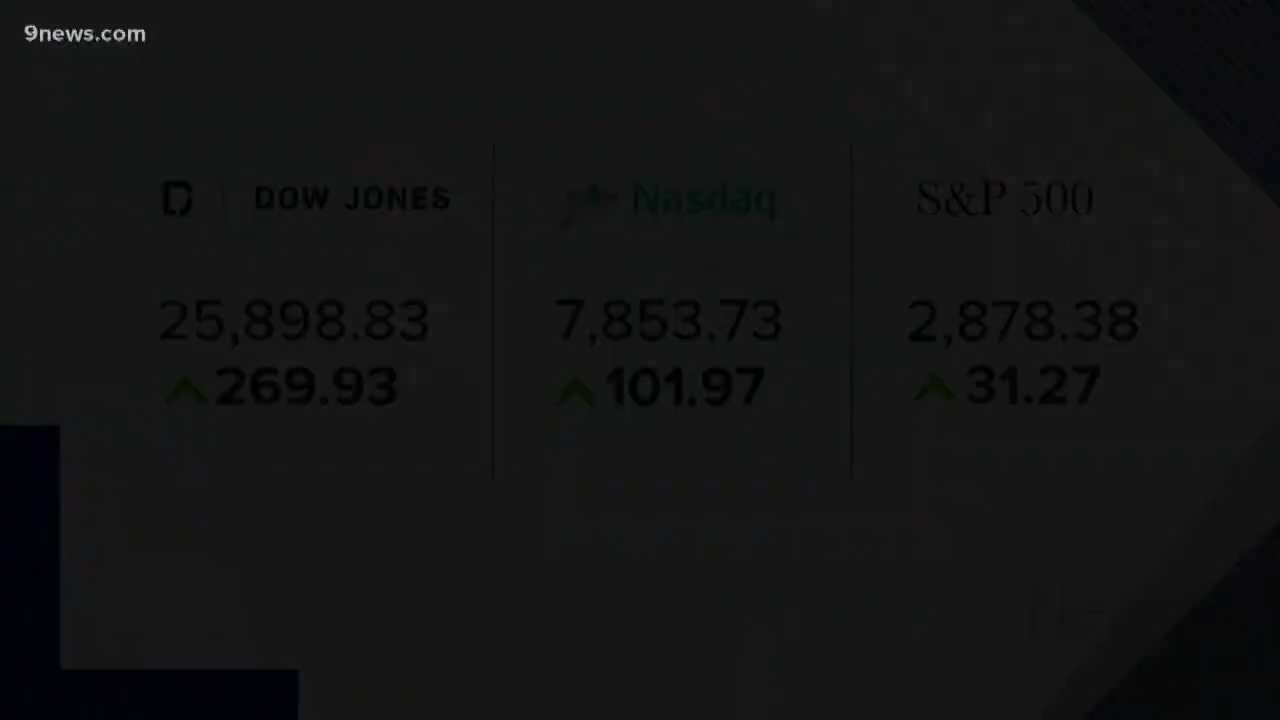 9news.com
DOW JONES
25,898.83
269.93
Nasdaq
7,853.73
101.97
S&P 500
2,878.38
31.27